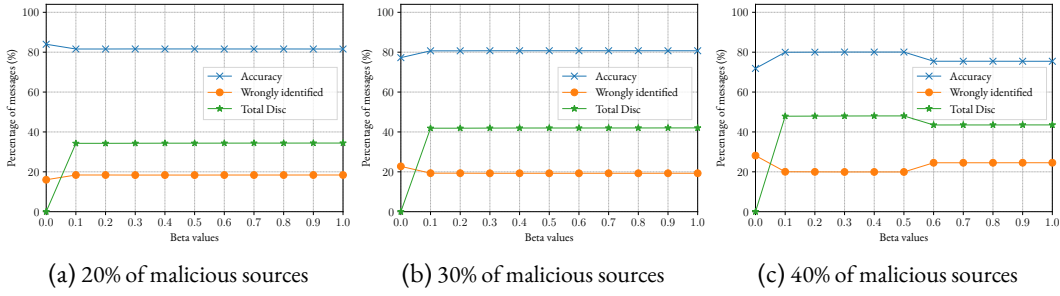 Percentage of messages (%)
100
80
60
40
20
0
Accuracy
Wrongly identified
Total Disc
0.0 0.1 0.2 0.3 0.4 0.5 0.6 0.7 0.8 0.9 1.0
Beta values
(a) 20% of malicious sources
Percentage of messages (%)
100
80
60
40
20
0
Accuracy
Wrongly identified
Total Disc
0.0 0.1 0.2 0.3 0.4 0.5 0.6 0.7 0.8 0.9 1.0
Beta values
(b) 30% of malicious sources
Percentage of messages (%)
100
80
60
40
20
0
Accuracy
Wrongly identified
Total Disc
0.0 0.1 0.2 0.3 0.4 0.5 0.6 0.7 0.8 0.9 1.0
Beta values
(c) 40% of malicious sources